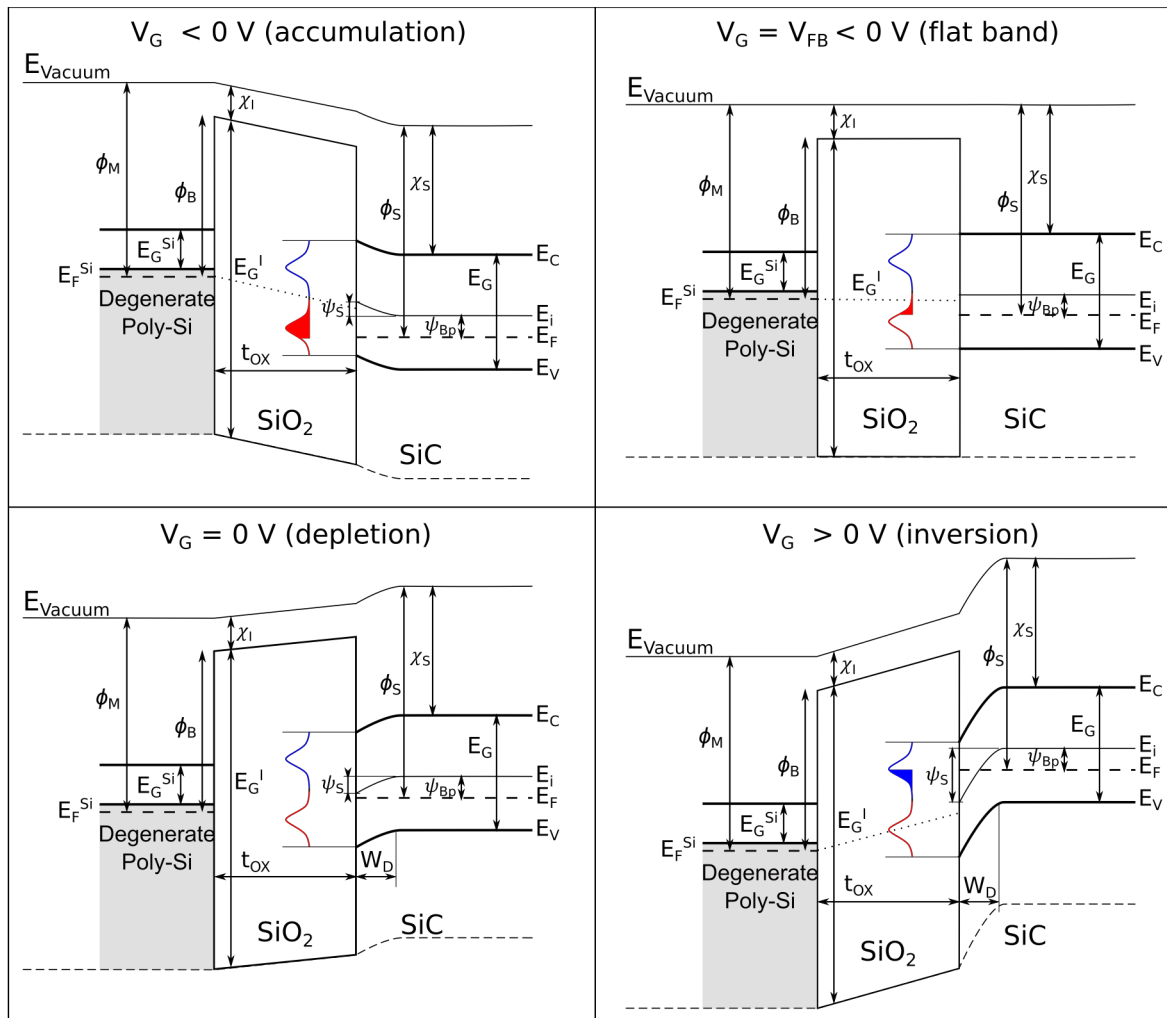 V_G < 0 V (accumulation)
E_Vacuum
χ_I
ϕ_M
ϕ_B
χ_S
ϕ_S
E_G^Si
E_C
E_F^Si
E_G^I
E_G
Degenerate
Poly-Si
ψ_S
ψ_Bp
E_i
E_F
t_OX
E_V
SiO_2
SiC
V_G = V_FB < 0 V (flat band)
E_Vacuum
χ_I
ϕ_M
ϕ_B
χ_S
ϕ_S
E_C
E_G^Si
E_G^I
E_G
E_F^Si
Degenerate
Poly-Si
ψ_Bp
E_i
E_F
E_V
t_OX
SiO_2
SiC
V_G = 0 V (depletion)
E_Vacuum
χ_I
χ_S
ϕ_M
ϕ_B
ϕ_S
E_C
E_G^Si
E_G^I
E_G
ψ_S
ψ_Bp
E_i
E_F
E_F^Si
Degenerate
Poly-Si
E_V
t_OX
W_D
SiO_2
SiC
V_G > 0 V (inversion)
E_Vacuum
χ_I
χ_S
ϕ_S
ϕ_M
ϕ_B
E_C
E_G
ψ_S
ψ_Bp
E_i
E_F
E_V
E_G^Si
E_G^I
E_F^Si
Degenerate
Poly-Si
t_OX
W_D
SiO_2
SiC